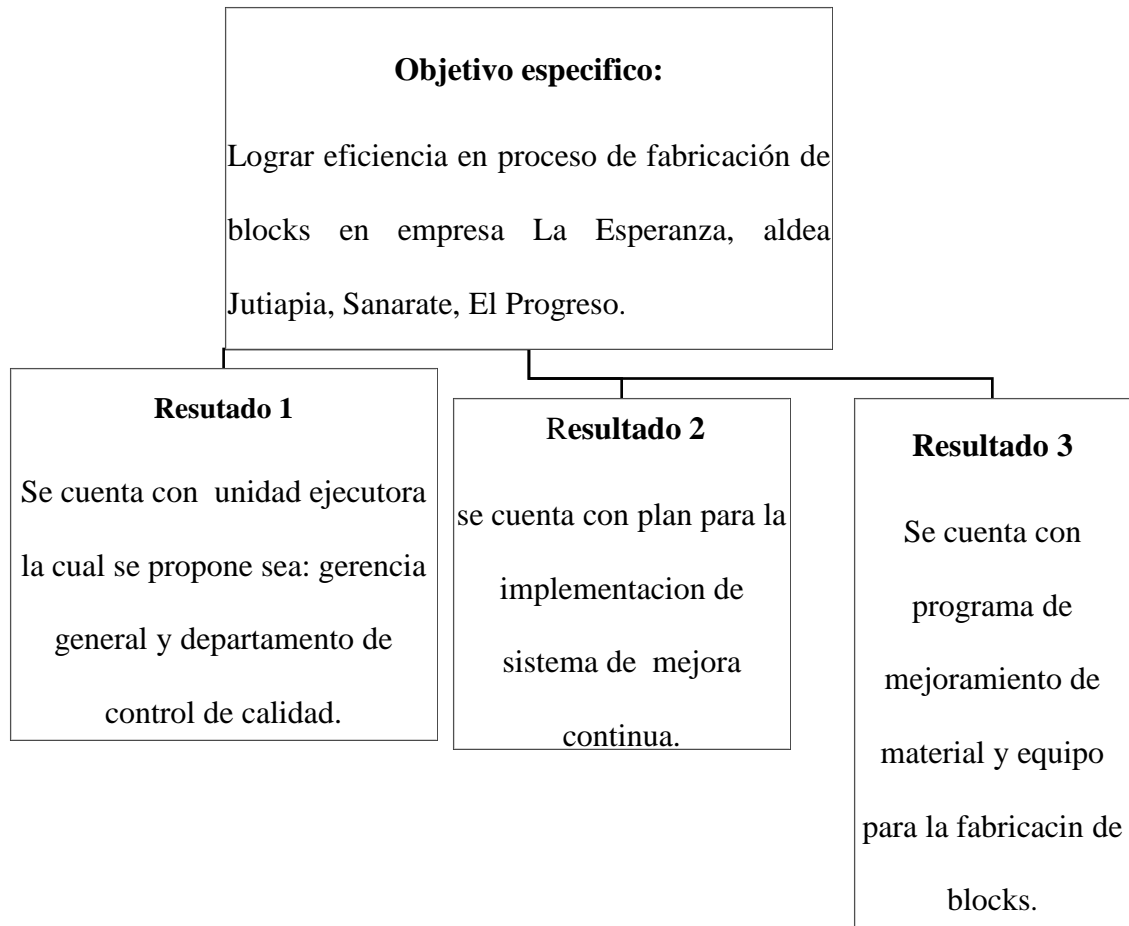 Objetivo especifico:
Lograr eficiencia en proceso de fabricación de
blocks en empresa La Esperanza, aldea
Jutiapia, Sanarate, El Progreso.
Resutado 1
Se cuenta con unidad ejecutora
la cual se propone sea: gerencia
general y departamento de
control de calidad.
Resultado 2
se cuenta con plan para la
implementacion de
sistema de mejora
continua.
Resultado 3
Se cuenta con
programa de
mejoramiento de
material y equipo
para la fabricacin de
blocks.